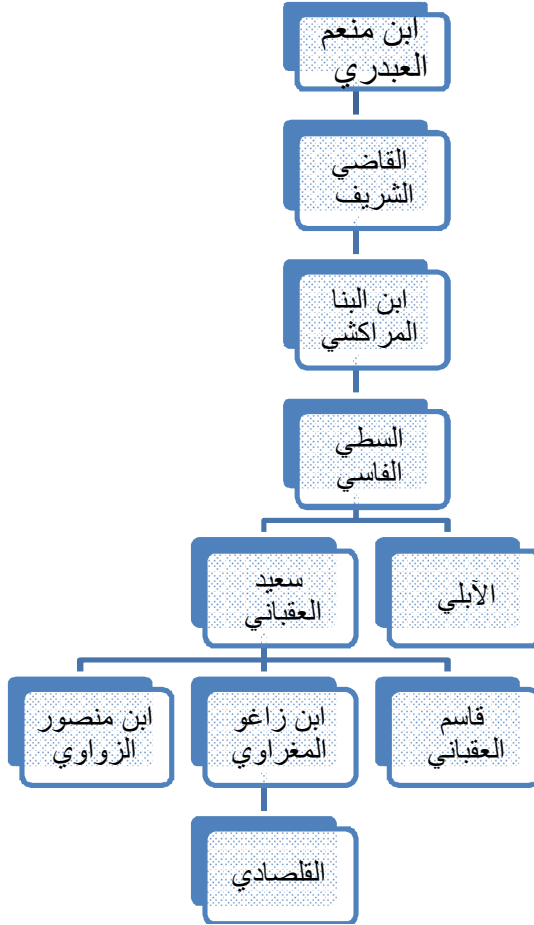 ابن منعم
العبدري
القاضي
الشريف
ابن البنا
المراكشي
السطي
الفاسي
الآبلي
سعيد
العقباني
قاسم
العقباني
ابن زاغو
المغراوي
ابن منصور
الزواوي
القلصادي